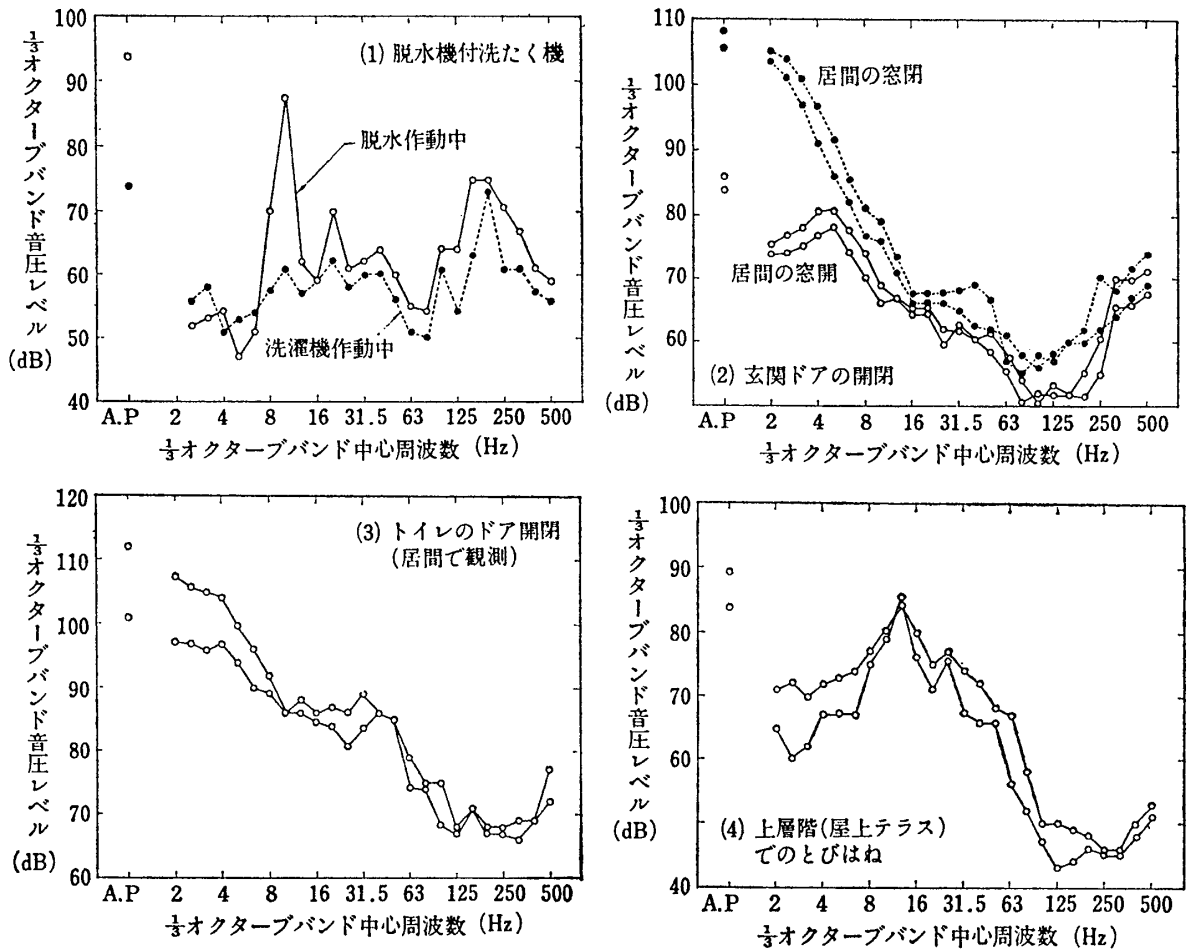 100
90
80
70
60
50
40
⅓オクターブバンド音圧レベル
(dB)
(1) 脱水機付洗たく機
脱水作動中
洗濯機作動中
A.P 2 4 8 16 31.5 63 125 250 500
⅓オクターブバンド中心周波数 (Hz)
110
100
90
80
70
60
⅓オクターブバンド音圧レベル
(dB)
居間の窓閉
居間の窓開
(2) 玄関ドアの開閉
A.P 2 4 8 16 31.5 63 125 250 500
⅓オクターブバンド中心周波数 (Hz)
120
110
100
90
80
70
60
⅓オクターブバンド音圧レベル
(dB)
(3) トイレのドア開閉
(居間で観測)
A.P 2 4 8 16 31.5 63 125 250 500
⅓オクターブバンド中心周波数 (Hz)
100
90
80
70
60
40
⅓オクターブバンド音圧レベル
(dB)
(4) 上層階(屋上テラス)
でのとびはね
A.P 2 4 8 16 31.5 63 125 250 500
⅓オクターブバンド中心周波数 (Hz)